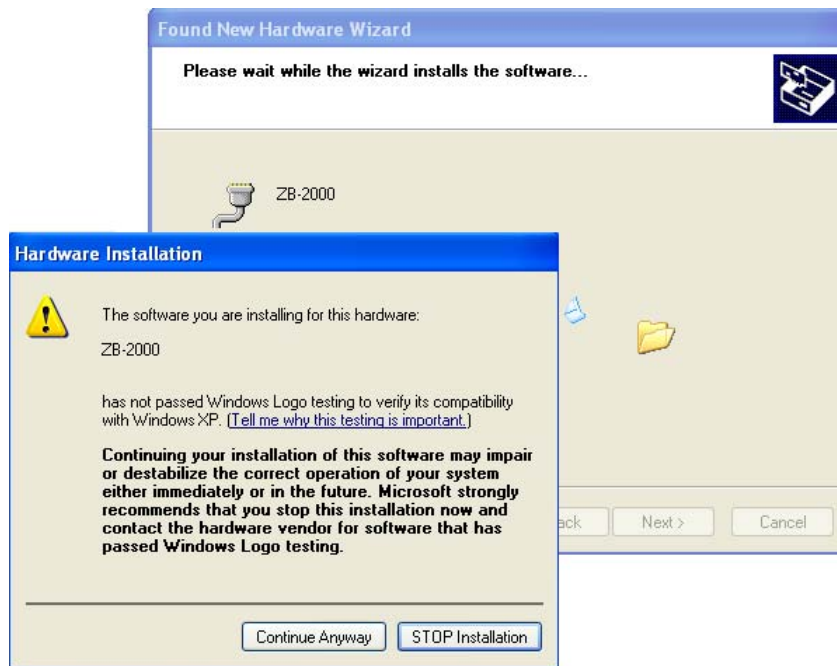 Found New Hardware Wizard
Please wait while the wizard installs the software...
ZB-2000
Hardware Installation
The software you are installing for this hardware:
ZB-2000
has not passed Windows Logo testing to verify its compatibility
with Windows XP. (Tell me why this testing is important.)
Continuing your installation of this software may impair
or destabilize the correct operation of your system
either immediately or in the future. Microsoft strongly
recommends that you stop this installation now and
contact the hardware vendor for software that has
passed Windows Logo testing.
ack Next > Cancel
Continue Anyway STOP Installation